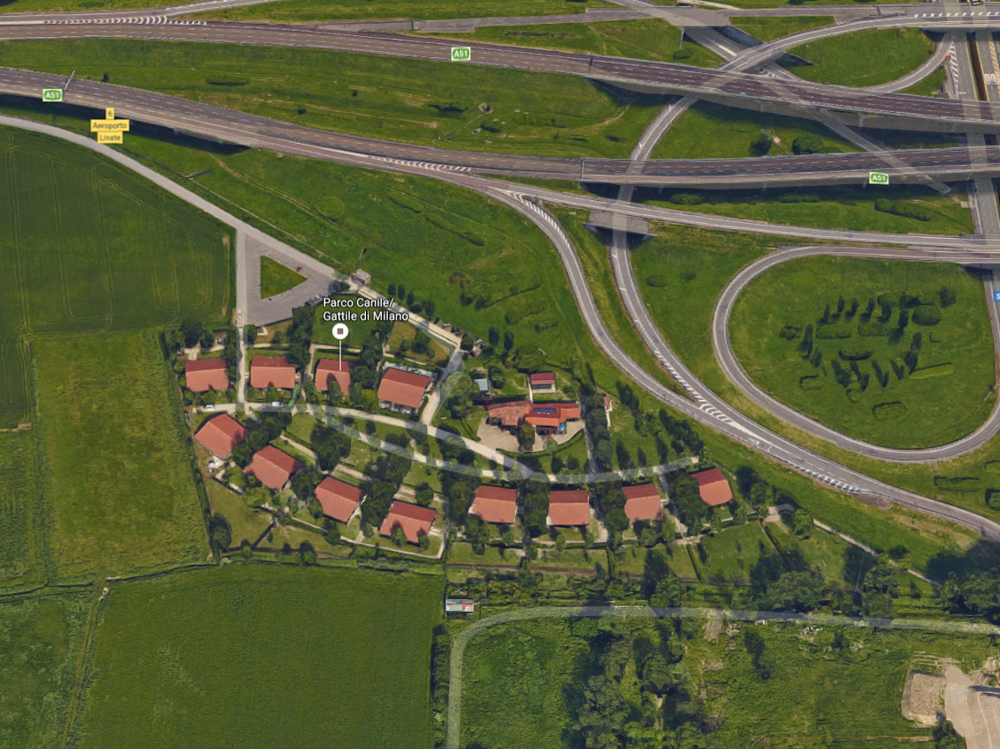 A51
A51
6
Aeroporto
Linate
A51
Parco Canile/
Gattile di Milano